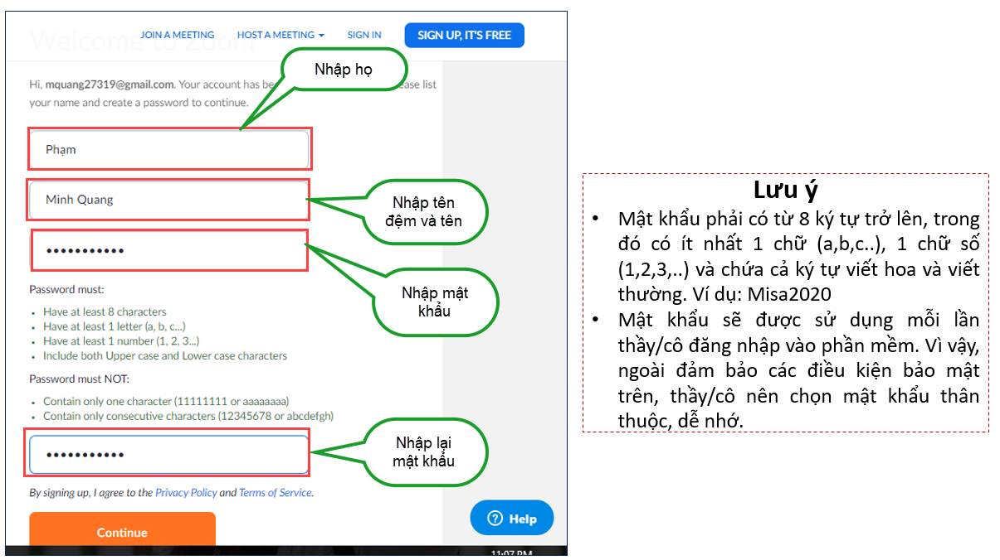 Welcome to Zoom
JOIN A MEETING HOST A MEETING SIGN IN SIGN UP, IT'S FREE
Nhập họ
Hi, mquang27319@gmail.com. Your account has be ease list
your name and create a password to continue.
Phạm
Minh Quang
Nhập tên
đệm và tên
•••••••••••
Nhập mật
khẩu
Password must:
• Have at least 8 characters
• Have at least 1 letter (a, b, c...)
• Have at least 1 number (1, 2, 3...)
• Include both Upper case and Lower case characters
Password must NOT:
• Contain only one character (11111111 or aaaaaaaa)
• Contain only consecutive characters (12345678 or abcdefgh)
•••••••••••
Nhập lại
mật khẩu
By signing up, I agree to the Privacy Policy and Terms of Service.
Continue
Help
11:07 PM
Lưu ý
• Mật khẩu phải có từ 8 ký tự trở lên, trong
đó có ít nhất 1 chữ (a,b,c..), 1 chữ số
(1,2,3,..) và chứa cả ký tự viết hoa và viết
thường. Ví dụ: Misa2020
• Mật khẩu sẽ được sử dụng mỗi lần
thầy/cô đăng nhập vào phần mềm. Vì vậy,
ngoài đảm bảo các điều kiện bảo mật
trên, thầy/cô nên chọn mật khẩu thân
thuộc, dễ nhớ.